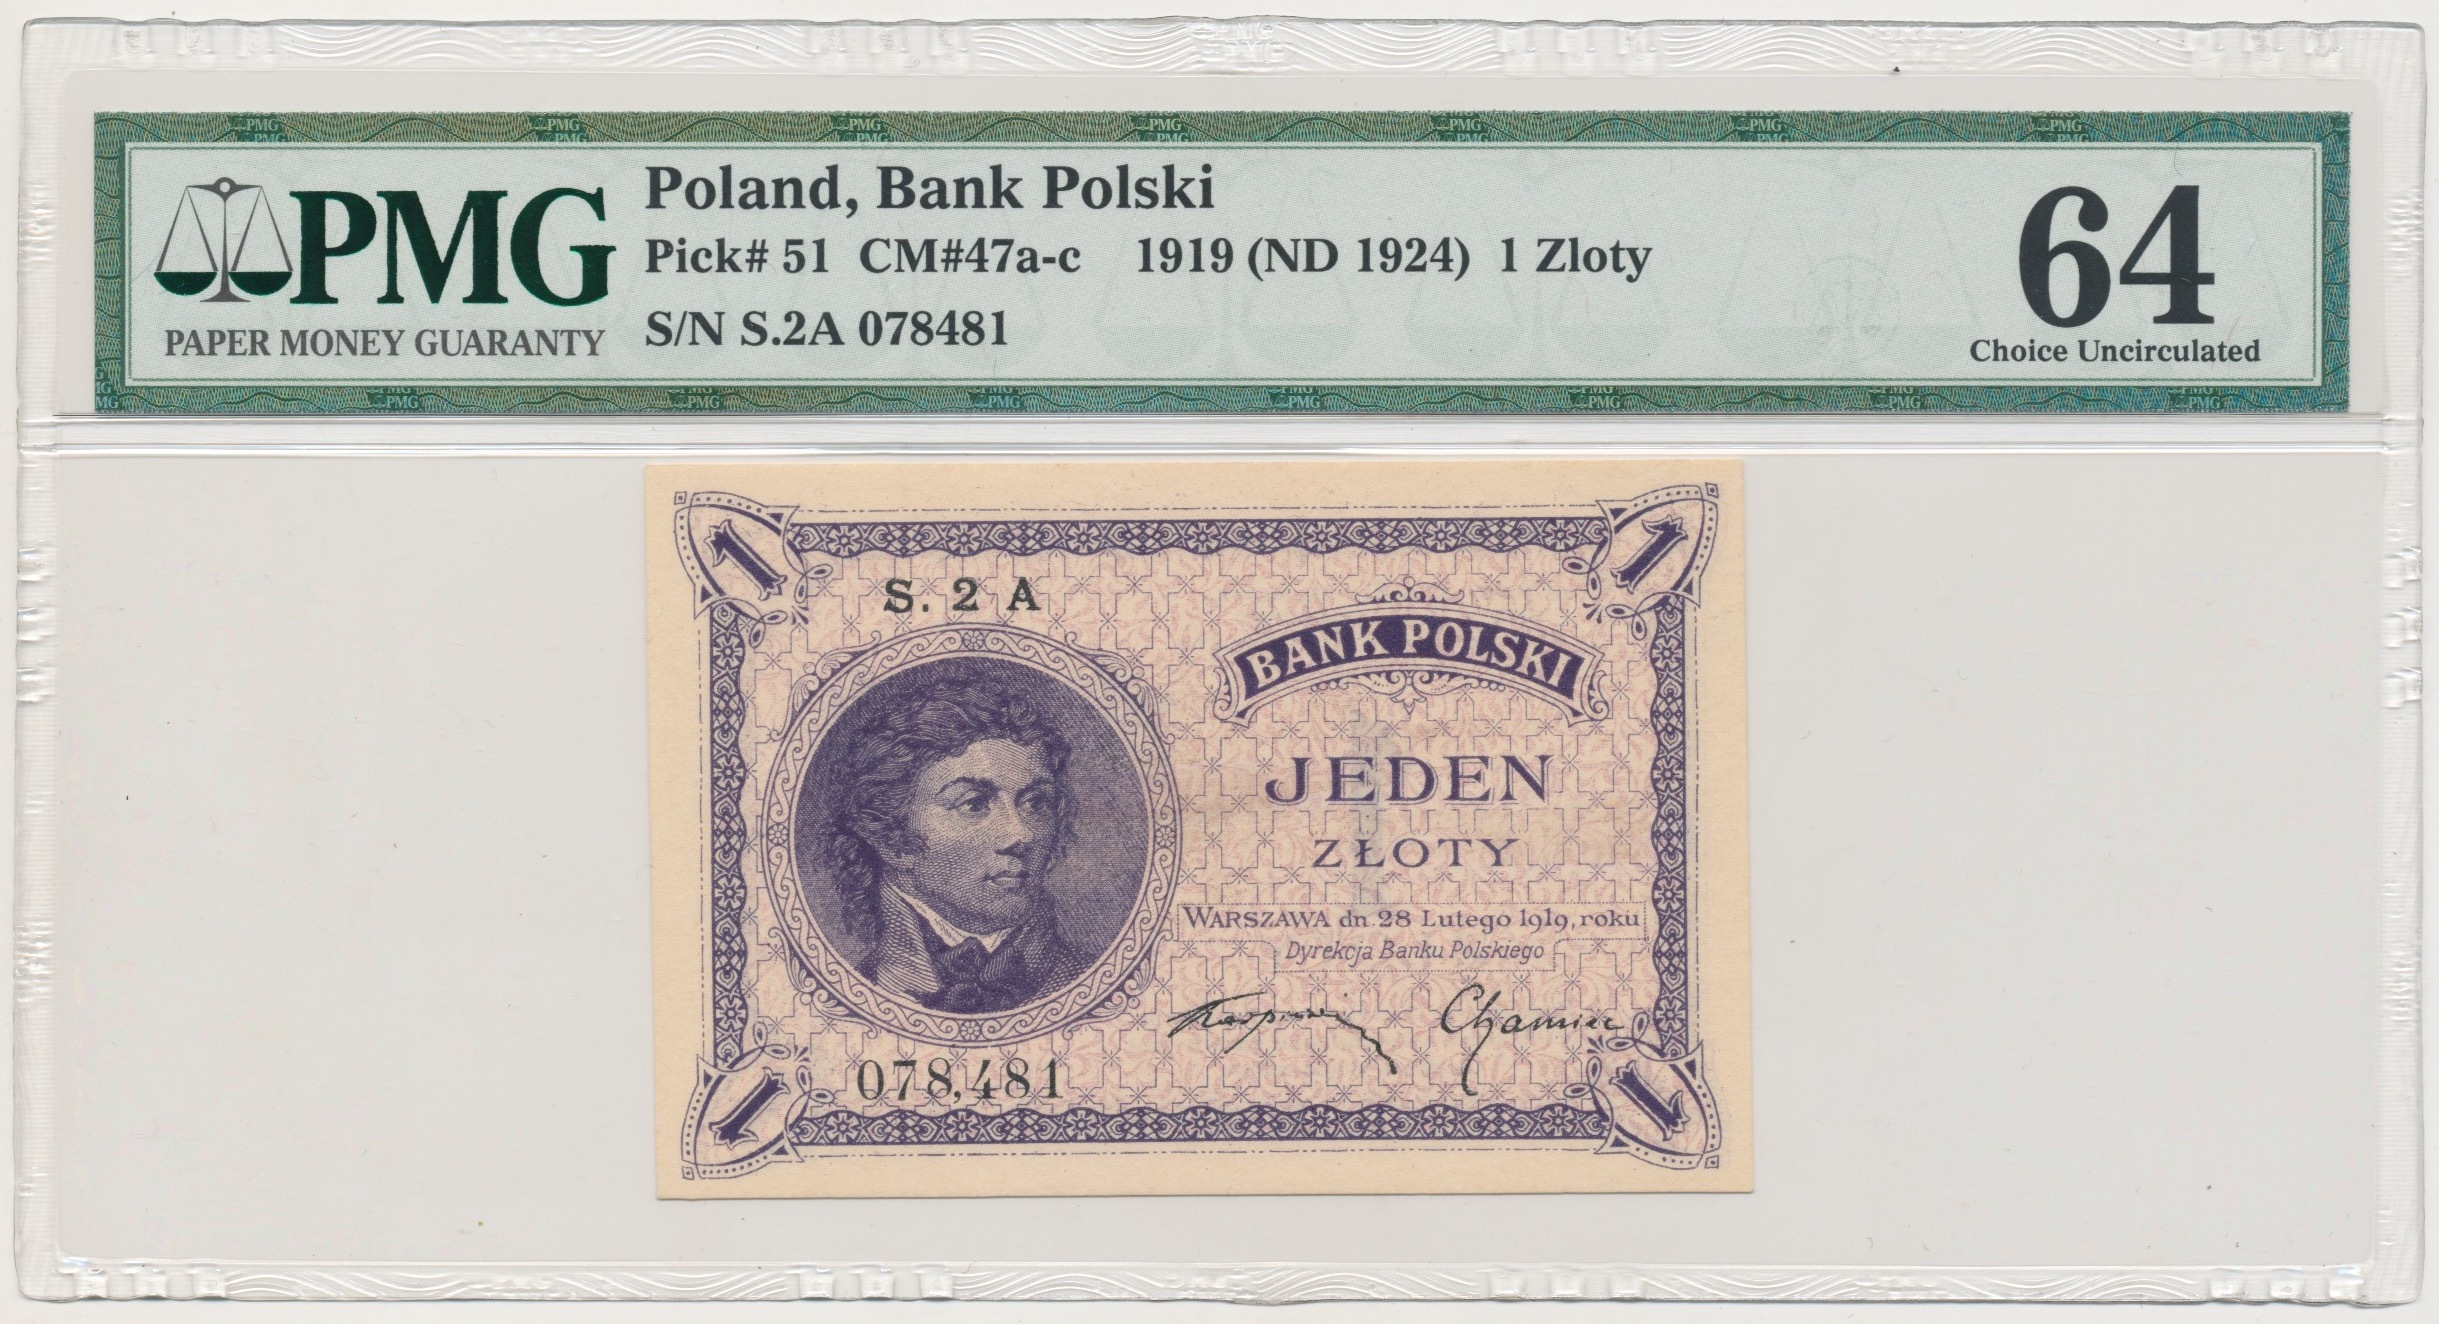 PMG
PAPER MONEY GUARANTY
Poland, Bank Polski
Pick# 51 CM#47a-c 1919 (ND 1924) 1 Zloty
S/N S.2A 078481
64
Choice Uncirculated
1
1
S. 2 A
BANK POLSKI
JEDEN
ZŁOTY
WARSZAWA dn. 28 Lutego 1919, roku
Dyrekcja Banku Polskiego
078,481
1
1